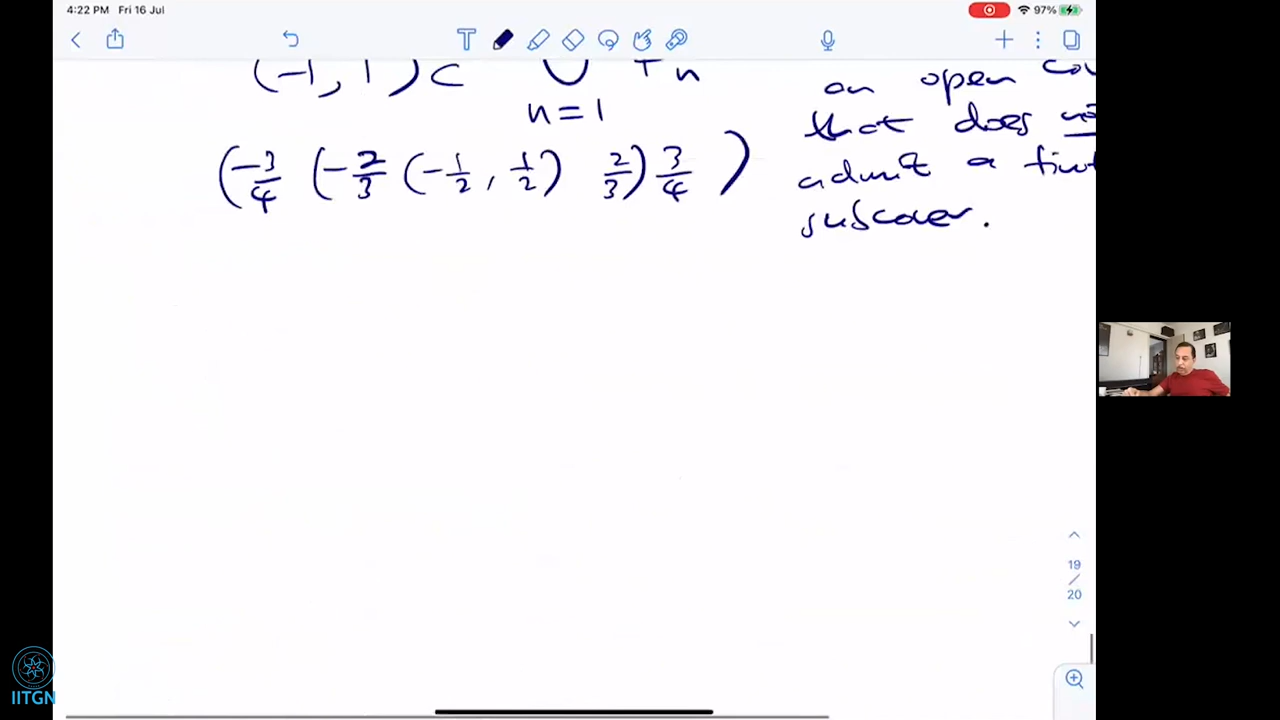 4:22 PM Fri 16 Jul
97%
(-1, 1) ⊂ ∪
n=1
(-3/4 (-2/3 (-1/2, 1/2) 2/3) 3/4 )
an open
that does
admit a
subcover.
19
/
20
IITGN